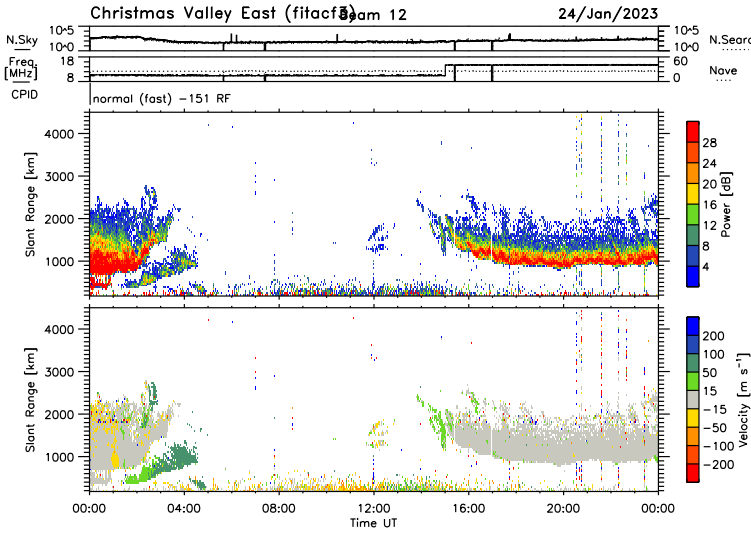 Christmas Valley East (fitacf3)
Beam 12
24/Jan/2023
N.Sky
10^5
10^0
10^5
10^0
N.Searc
Freq.
[MHz]
18
8
60
0
Nave
CPID
normal (fast) -151 RF
Slant Range [km]
4000
3000
2000
1000
28
24
20
16
12
8
4
Power [dB]
Slant Range [km]
4000
3000
2000
1000
200
100
50
15
-15
-50
-100
-200
Velocity [m s^-1]
00:00 04:00 08:00 12:00 16:00 20:00 00:00
Time UT